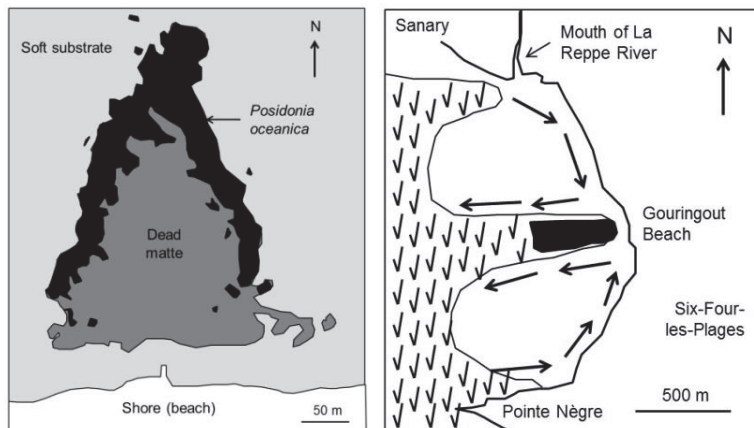 Soft substrate
N
Posidonia
oceanica
Dead
matte
Shore (beach)
50 m
Sanary
Mouth of La
Reppe River
N
Gouringout
Beach
Six-Four-
les-Plages
Pointe Nègre
500 m